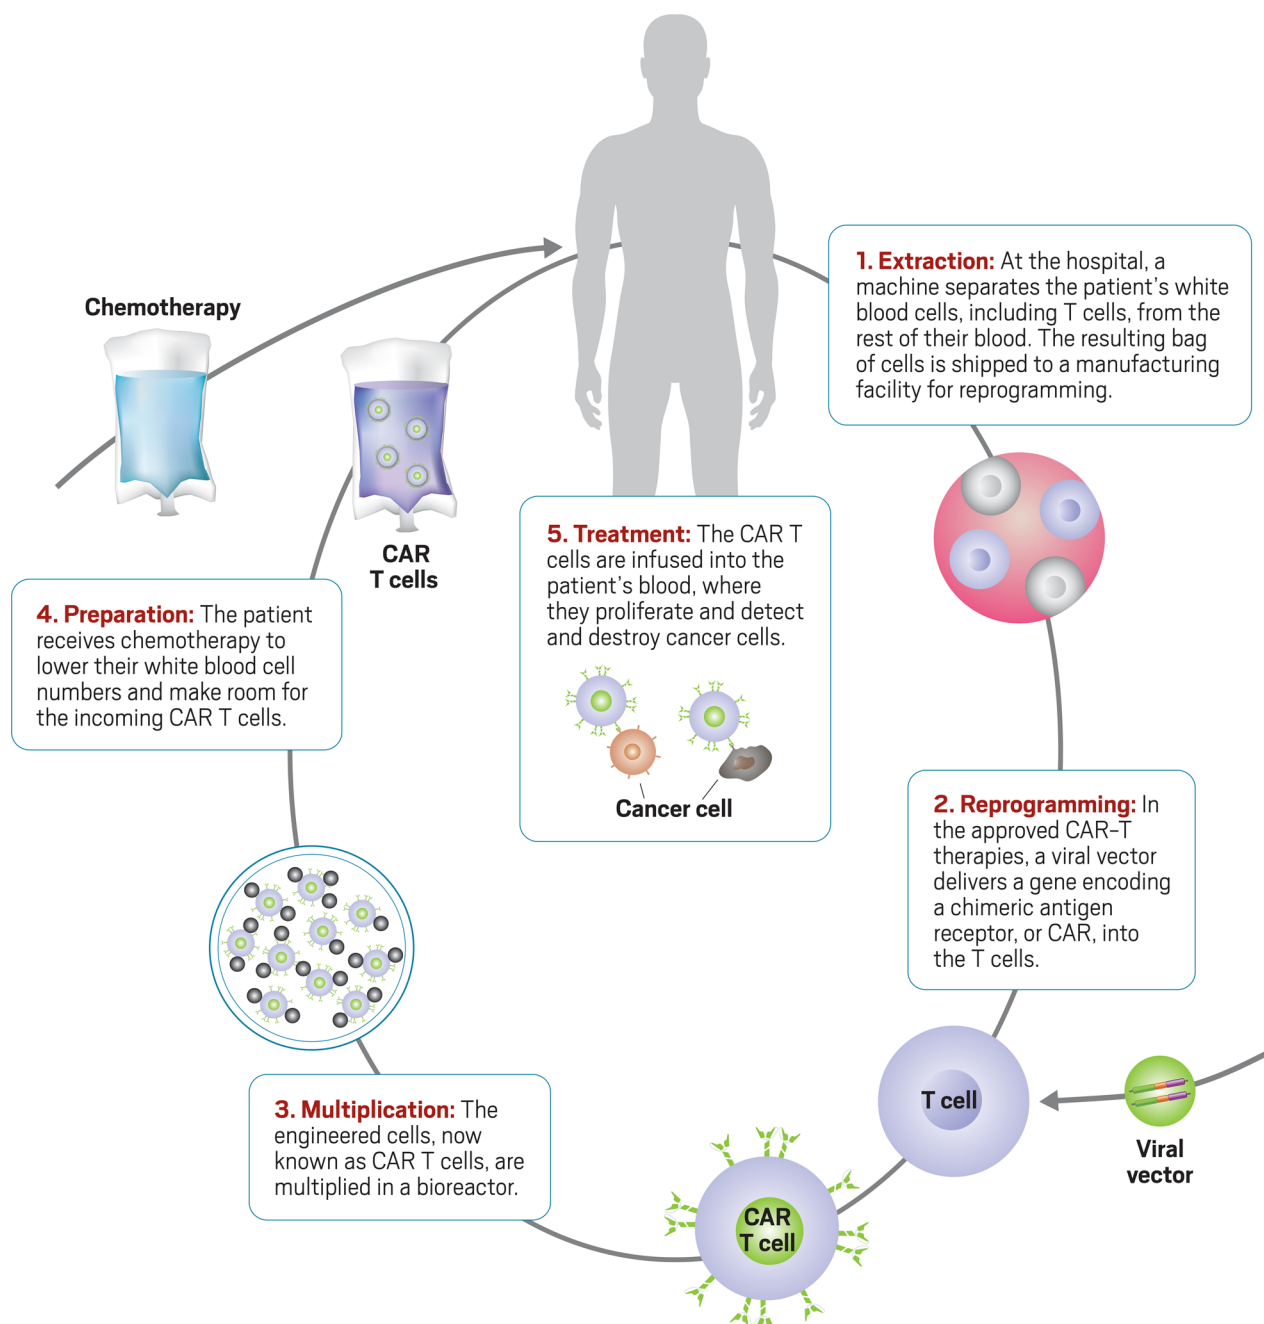 1. Extraction: At the hospital, a
machine separates the patient’s white
blood cells, including T cells, from the
rest of their blood. The resulting bag
of cells is shipped to a manufacturing
facility for reprogramming.
2. Reprogramming: In
the approved CAR–T
therapies, a viral vector
delivers a gene encoding
a chimeric antigen
receptor, or CAR, into
the T cells.
T cell
Viral
vector
CAR
T cell
3. Multiplication: The
engineered cells, now
known as CAR T cells, are
multiplied in a bioreactor.
4. Preparation: The patient
receives chemotherapy to
lower their white blood cell
numbers and make room for
the incoming CAR T cells.
Chemotherapy
CAR
T cells
5. Treatment: The CAR T
cells are infused into the
patient’s blood, where
they proliferate and detect
and destroy cancer cells.
Cancer cell